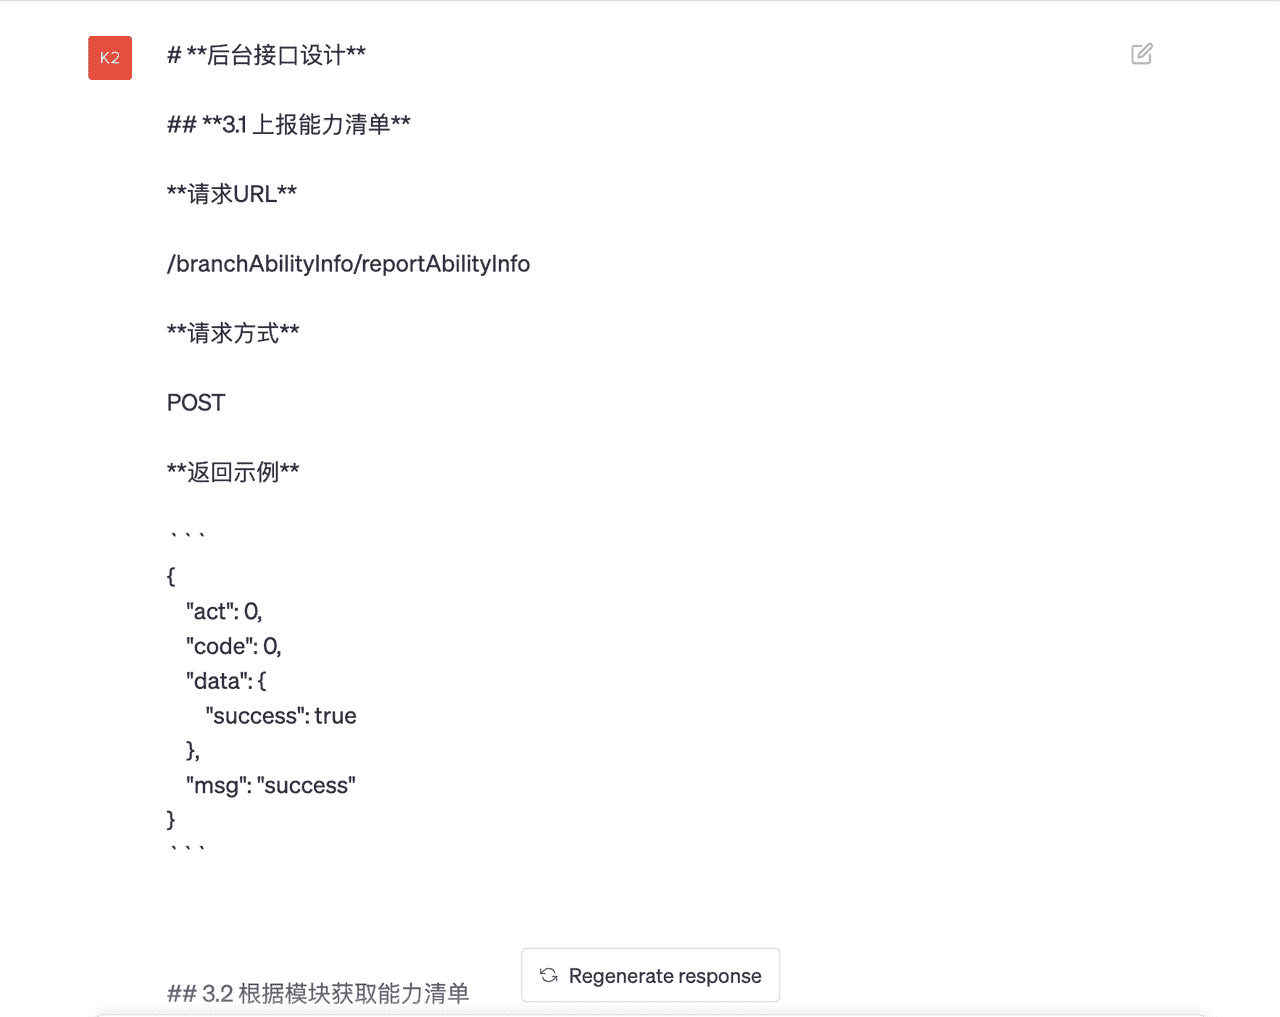 K2
# **后台接口设计**
## **3.1 上报能力清单**
**请求URL**
/branchAbilityInfo/reportAbilityInfo
**请求方式**
POST
**返回示例**
```
{
"act": 0,
"code": 0,
"data": {
"success": true
},
"msg": "success"
}
```
Regenerate response
## 3.2 根据模块获取能力清单